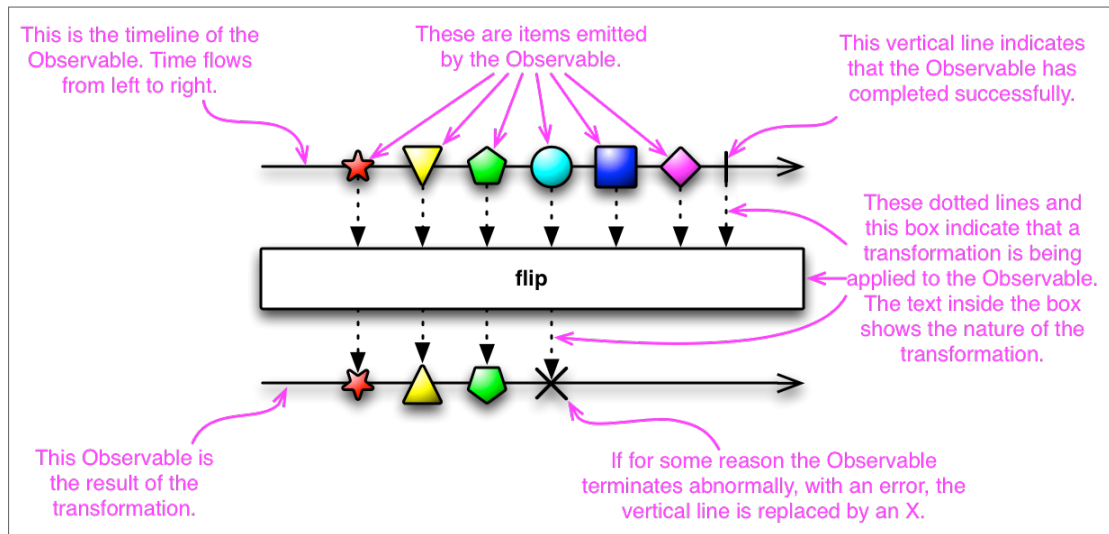 This is the timeline of the
Observable. Time flows
from left to right.
These are items emitted
by the Observable.
This vertical line indicates
that the Observable has
completed successfully.
These dotted lines and
this box indicate that a
transformation is being
applied to the Observable.
The text inside the box
shows the nature of the
transformation.
flip
This Observable is
the result of the
transformation.
If for some reason the Observable
terminates abnormally, with an error, the
vertical line is replaced by an X.